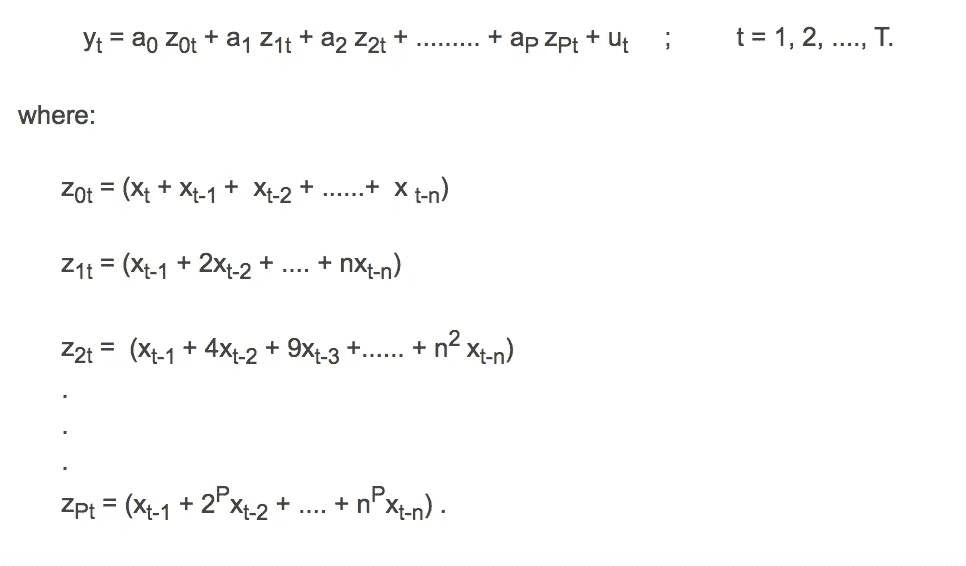 yt = a0 z0t + a1 z1t + a2 z2t + ......... + aP zPt + ut ; t = 1, 2, ...., T.
where:
z0t = (xt + xt-1 + xt-2 + ......+ x t-n)
z1t = (xt-1 + 2xt-2 + .... + nxt-n)
z2t = (xt-1 + 4xt-2 + 9xt-3 +...... + n² xt-n)
.
.
.
zPt = (xt-1 + 2ᴾxt-2 + .... + nᴾxt-n) .